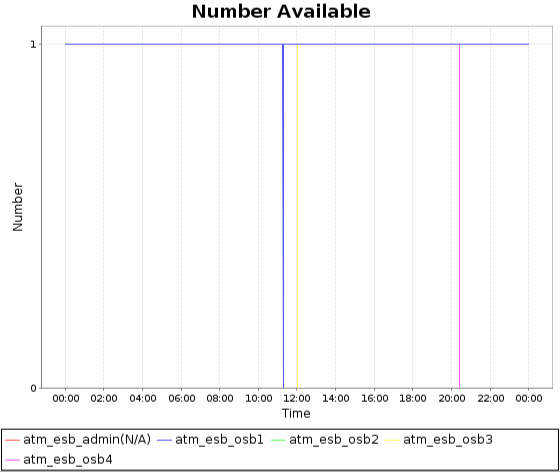 Number Available
1
Number
0
00:00 02:00 04:00 06:00 08:00 10:00 12:00 14:00 16:00 18:00 20:00 22:00 00:00
Time
atm_esb_admin(N/A) atm_esb_osb1 atm_esb_osb2 atm_esb_osb3
atm_esb_osb4